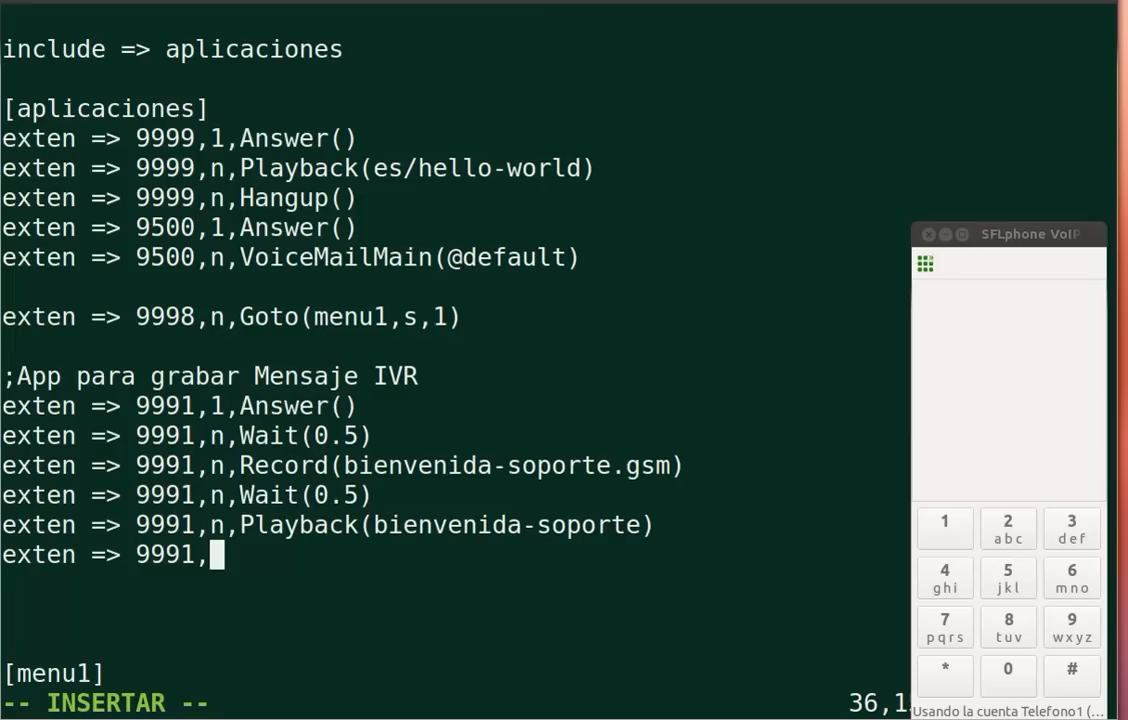 include => aplicaciones
[aplicaciones]
exten => 9999,1,Answer()
exten => 9999,n,Playback(es/hello-world)
exten => 9999,n,Hangup()
exten => 9500,1,Answer()
exten => 9500,n,VoiceMailMain(@default)
exten => 9998,n,Goto(menu1,s,1)
;App para grabar Mensaje IVR
exten => 9991,1,Answer()
exten => 9991,n,Wait(0.5)
exten => 9991,n,Record(bienvenida-soporte.gsm)
exten => 9991,n,Wait(0.5)
exten => 9991,n,Playback(bienvenida-soporte)
exten => 9991,
[menu1]
-- INSERTAR --
36,1
SFLphone VoIP
1 2 3
abc def
4 5 6
ghi jkl mno
7 8 9
pqrs tuv wxyz
* 0 #
Usando la cuenta Telefono1 (...